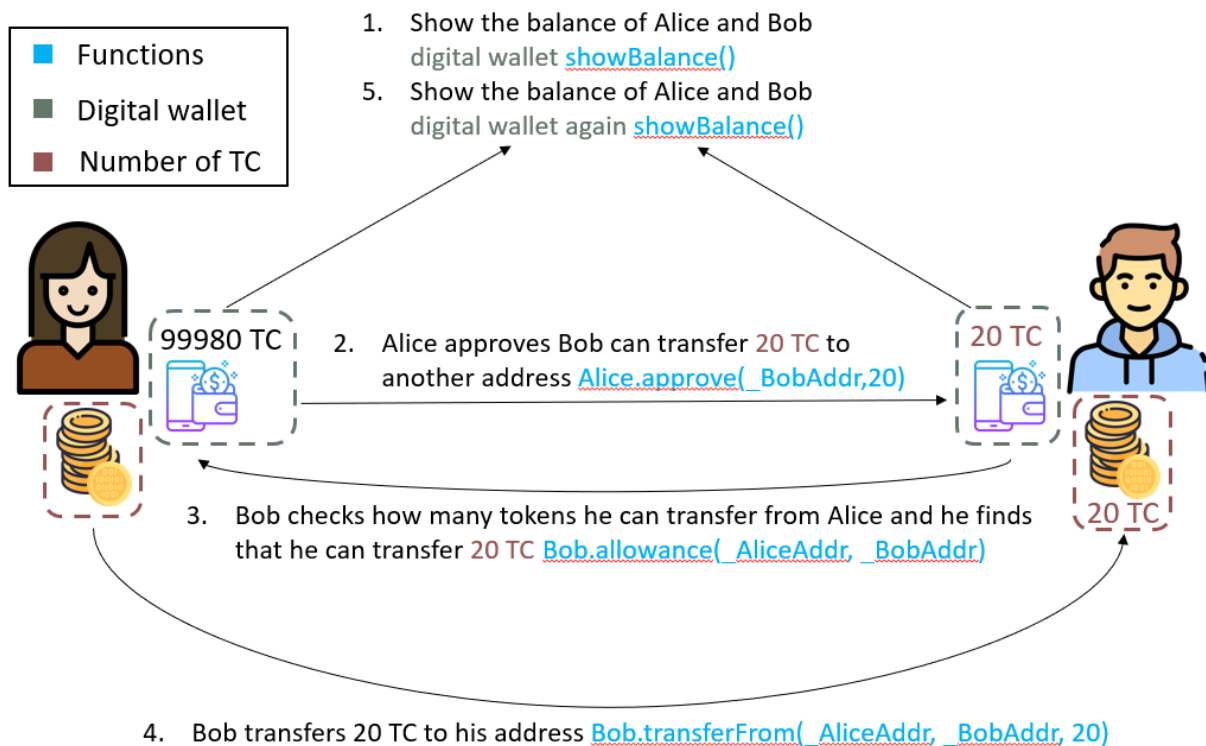 Functions
Digital wallet
Number of TC
1. Show the balance of Alice and Bob
digital wallet showBalance()
5. Show the balance of Alice and Bob
digital wallet again showBalance()
99980 TC
2. Alice approves Bob can transfer 20 TC to
another address Alice.approve(_BobAddr,20)
20 TC
20 TC
3. Bob checks how many tokens he can transfer from Alice and he finds
that he can transfer 20 TC Bob.allowance(_AliceAddr, _BobAddr)
4. Bob transfers 20 TC to his address Bob.transferFrom(_AliceAddr, _BobAddr, 20)